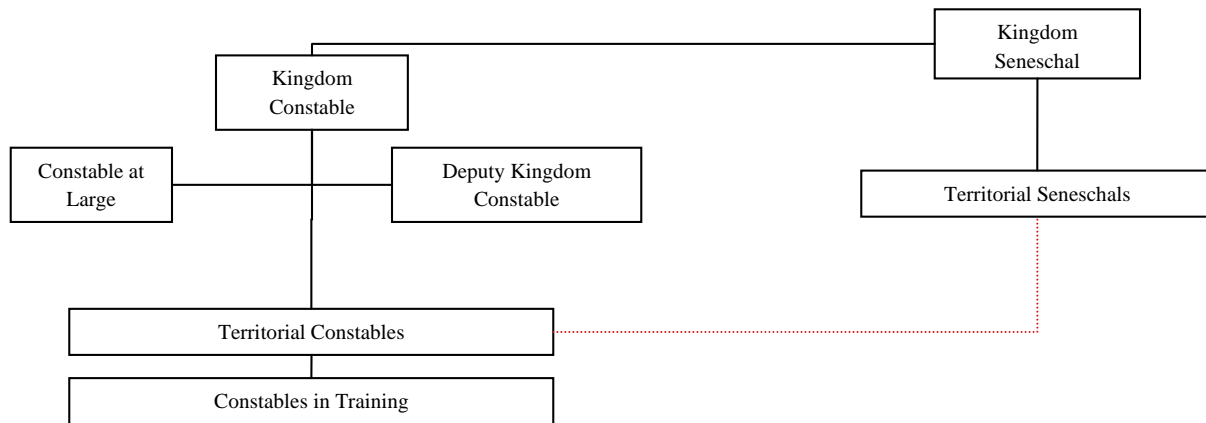 Kingdom
Seneschal
Kingdom
Constable
Constable at
Large
Deputy Kingdom
Constable
Territorial Seneschals
Territorial Constables
Constables in Training